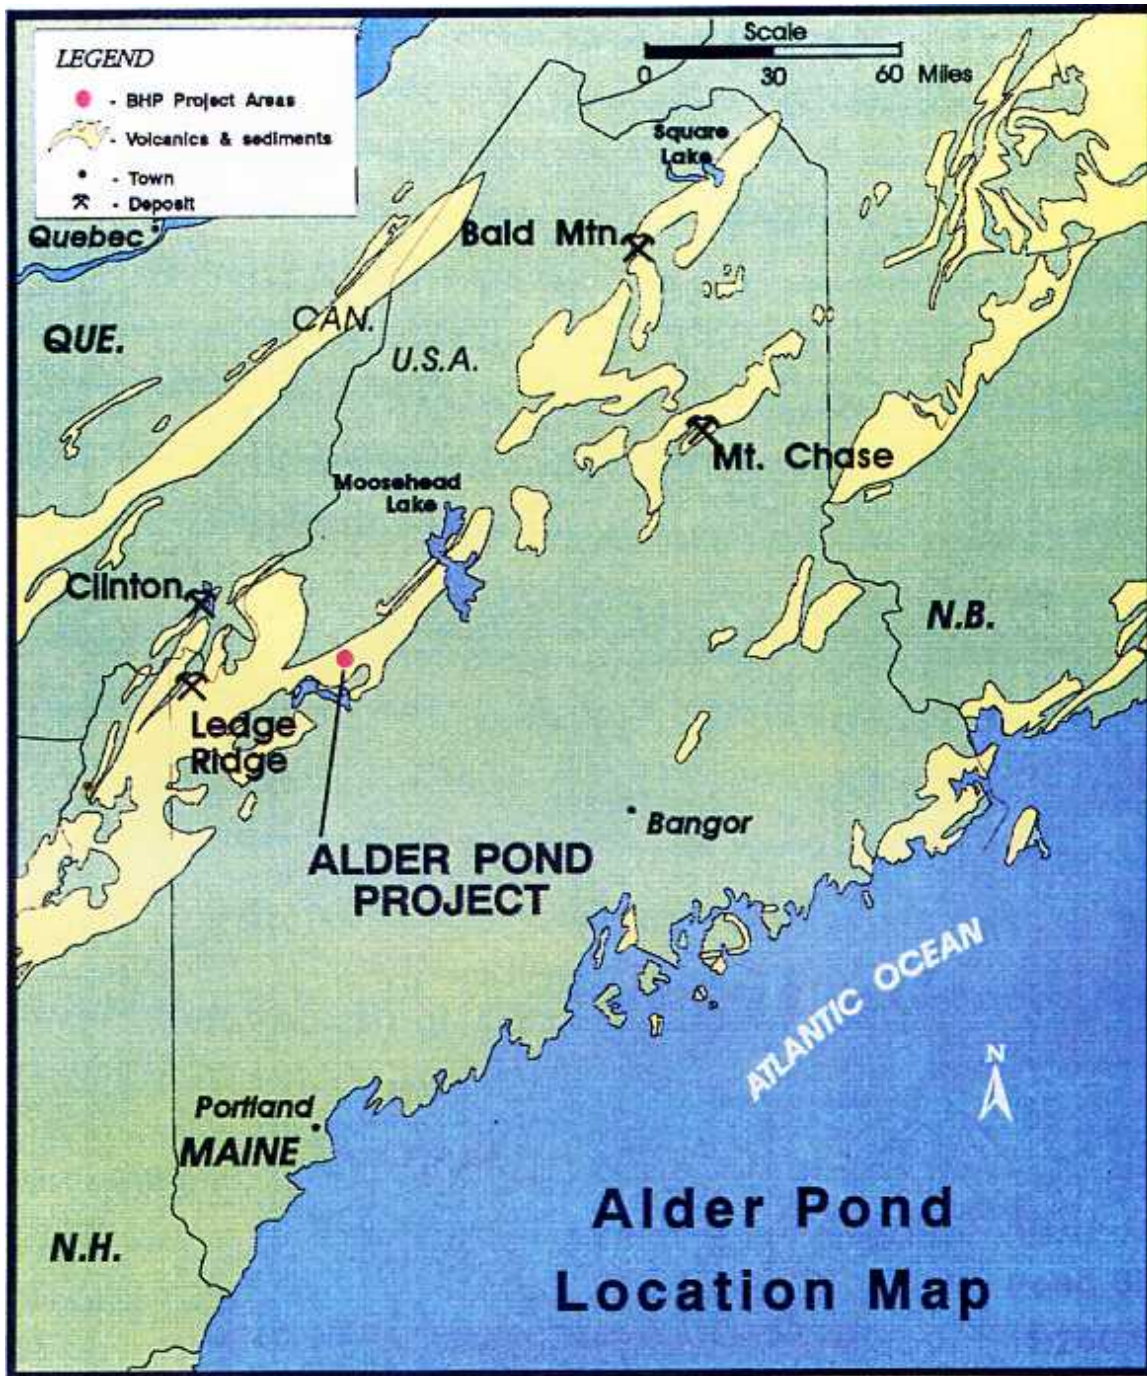 LEGEND
- BHP Project Areas
- Volcanics & sediments
- Town
- Deposit
Scale
0 30 60 Miles
Square
Lake
Quebec
Bald Mtn.
CAN.
QUE.
U.S.A.
Mt. Chase
Moosehead
Lake
Clinton
N.B.
Ledge
Ridge
Bangor
ALDER POND
PROJECT
ATLANTIC OCEAN
N
Portland
MAINE
N.H.
Alder Pond
Location Map